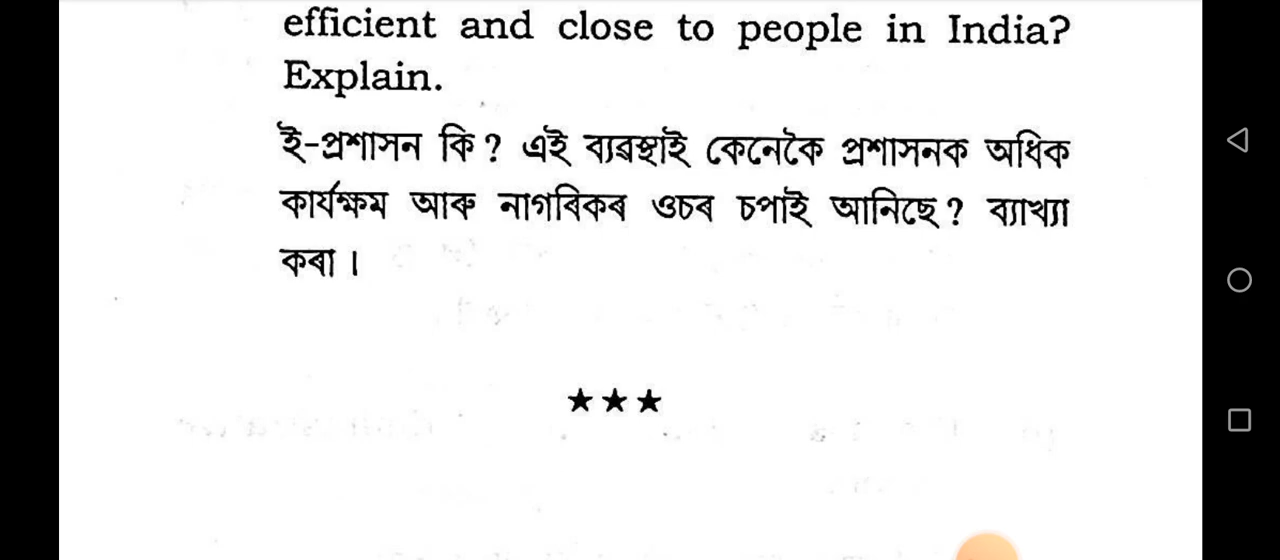 efficient and close to people in India?
Explain.
ই-প্ৰশাসন কি ? এই ব্যৱস্থাই কেনেকৈ প্ৰশাসনক অধিক
কাৰ্যক্ষম আৰু নাগৰিকৰ ওচৰ চপাই আনিছে ? ব্যাখ্যা
কৰা ।
★★★